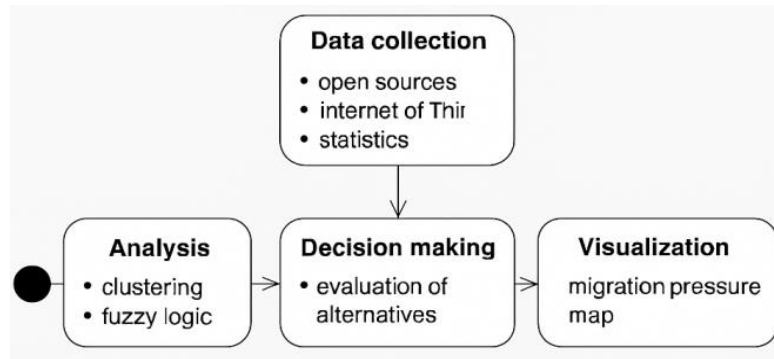 Data collection
• open sources
• internet of Thir
• statistics
Analysis
• clustering
• fuzzy logic
Decision making
• evaluation of
alternatives
Visualization
migration pressure
map